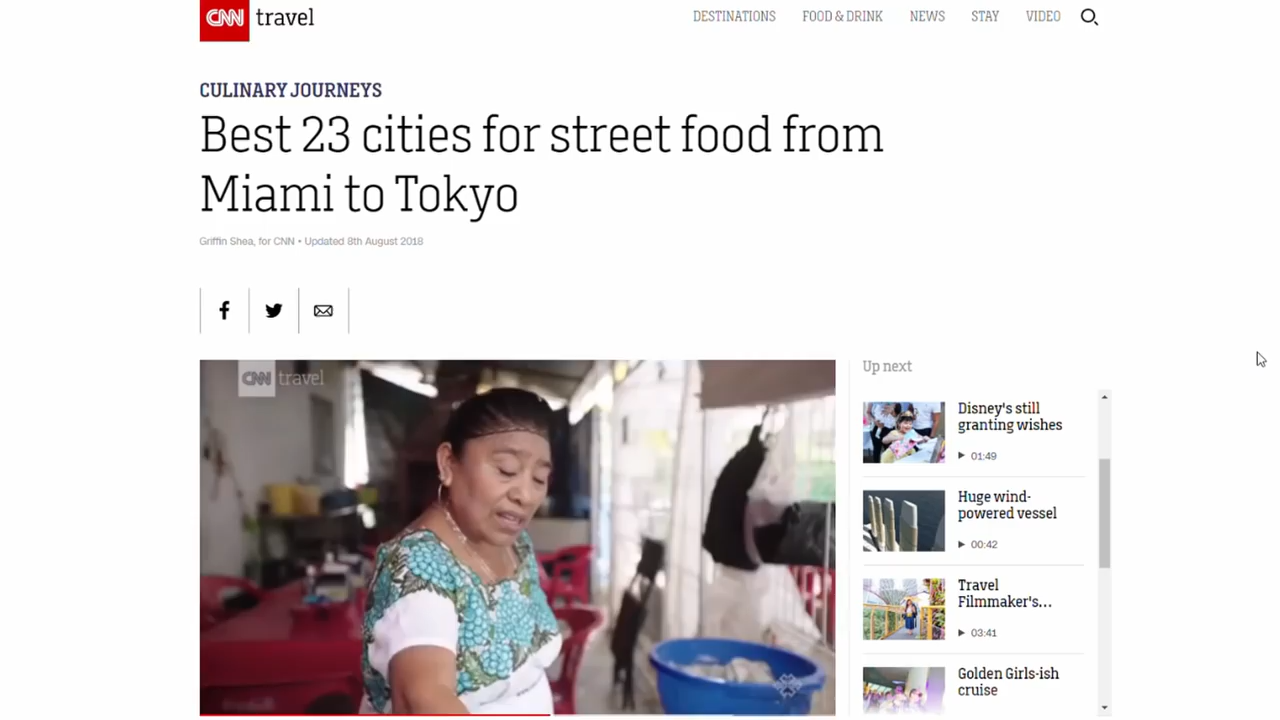 CNN travel
DESTINATIONS FOOD & DRINK NEWS STAY VIDEO
CULINARY JOURNEYS
Best 23 cities for street food from
Miami to Tokyo
Griffin Shea, for CNN • Updated 8th August 2018
CNN travel
Up next
Disney's still
granting wishes
01:49
Huge wind-
powered vessel
00:42
Travel
Filmmaker's...
03:41
Golden Girls-ish
cruise